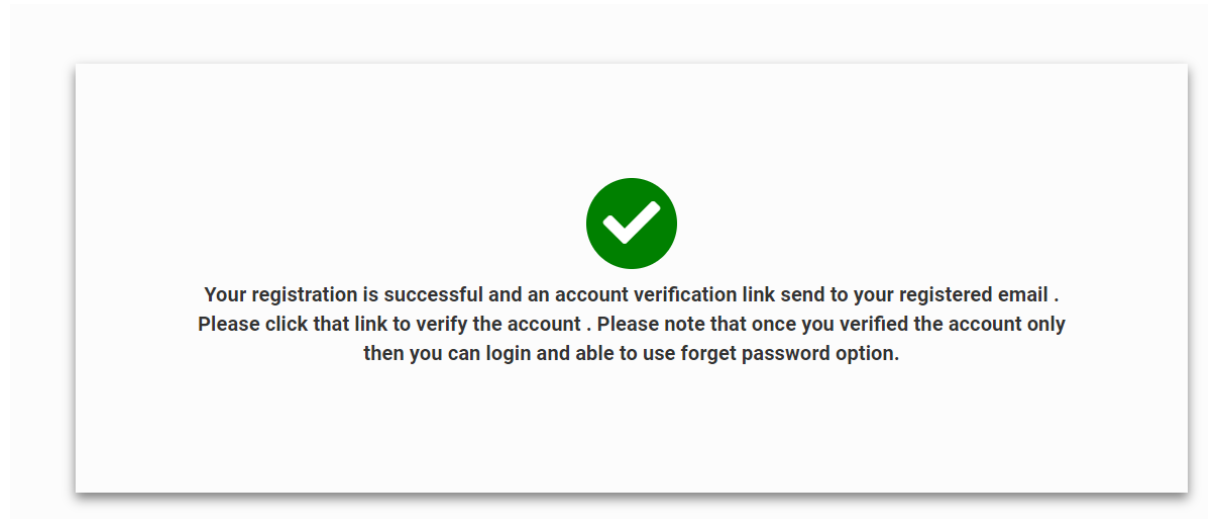 Your registration is successful and an account verification link send to your registered email .
Please click that link to verify the account . Please note that once you verified the account only
then you can login and able to use forget password option.